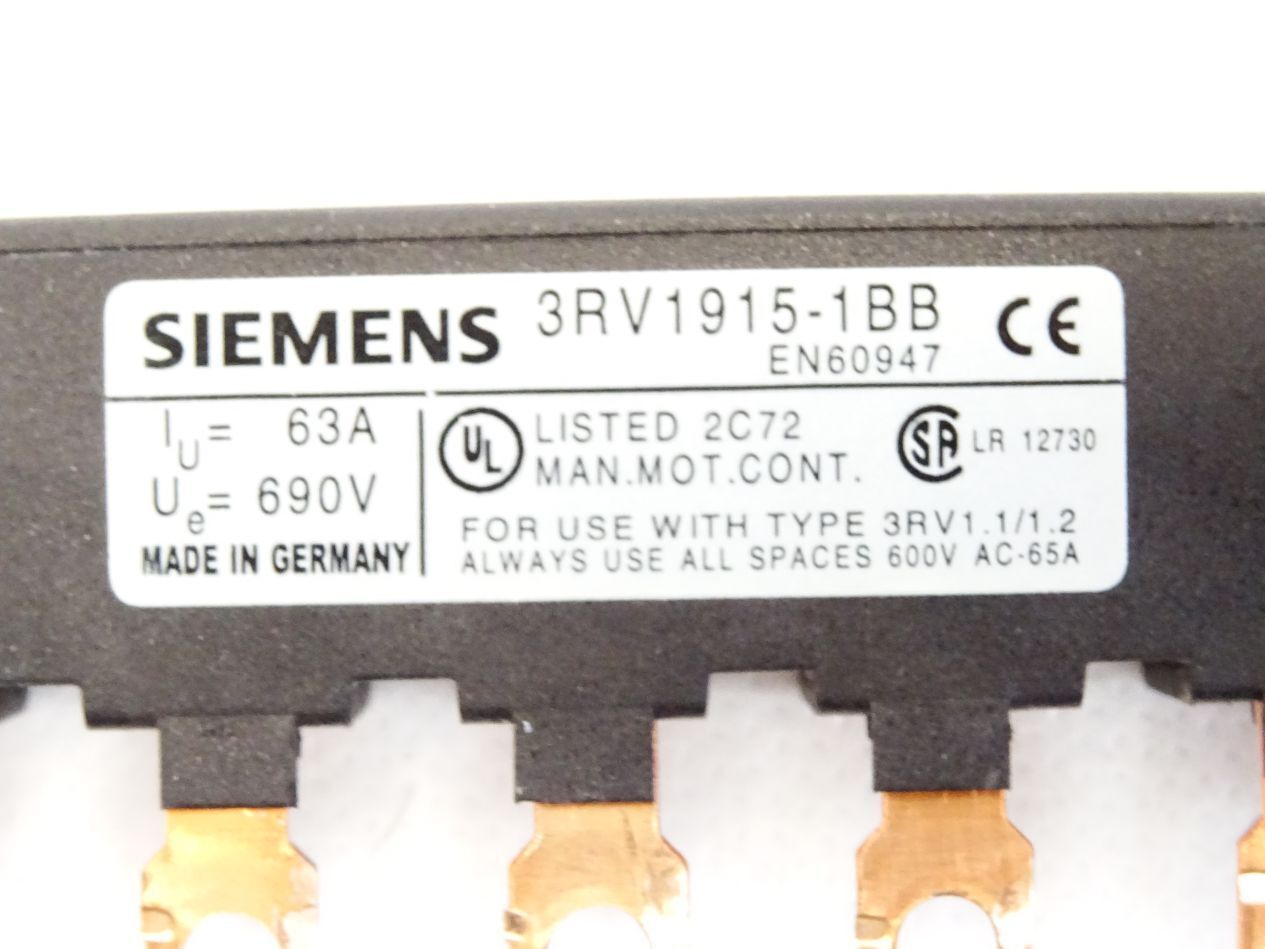 SIEMENS 3RV1915-1BB CE
EN60947
IU= 63A
Ue= 690V
MADE IN GERMANY
UL LISTED 2C72
MAN.MOT.CONT.
SA LR 12730
FOR USE WITH TYPE 3RV1.1/1.2
ALWAYS USE ALL SPACES 600V AC-65A